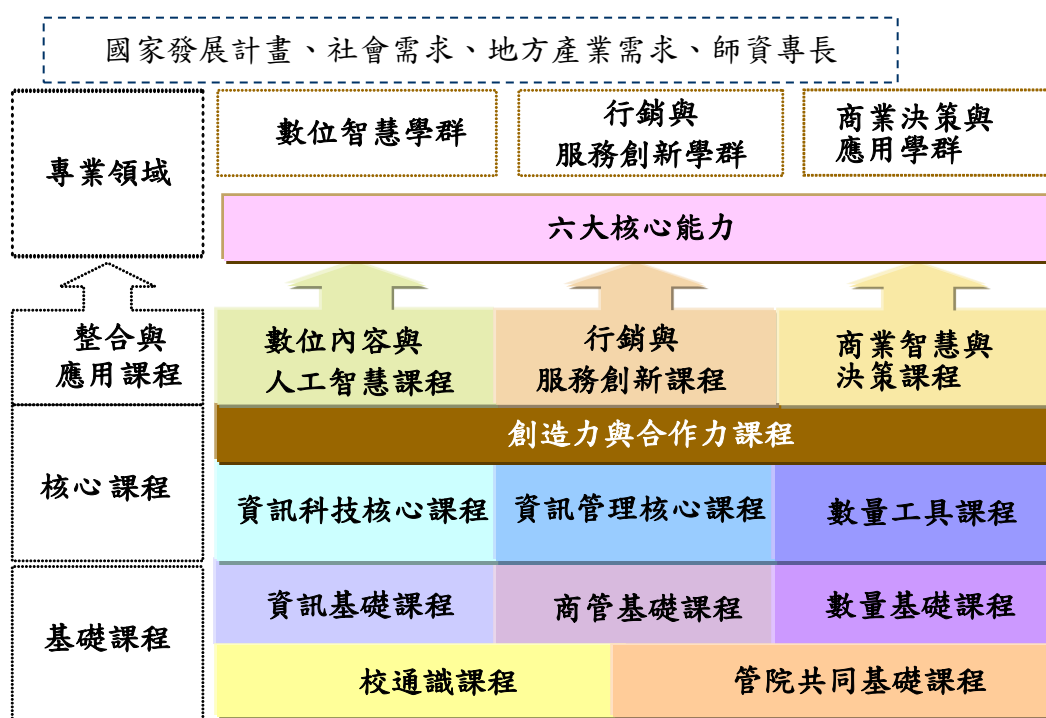 國家發展計畫、社會需求、地方產業需求、師資專長
專業領域
數位智慧學群
行銷與
服務創新學群
商業決策與
應用學群
六大核心能力
整合與
應用課程
數位內容與
人工智慧課程
行銷與
服務創新課程
商業智慧與
決策課程
創造力與合作力課程
核心課程
資訊科技核心課程
資訊管理核心課程
數量工具課程
基礎課程
資訊基礎課程
商管基礎課程
數量基礎課程
校通識課程
管院共同基礎課程